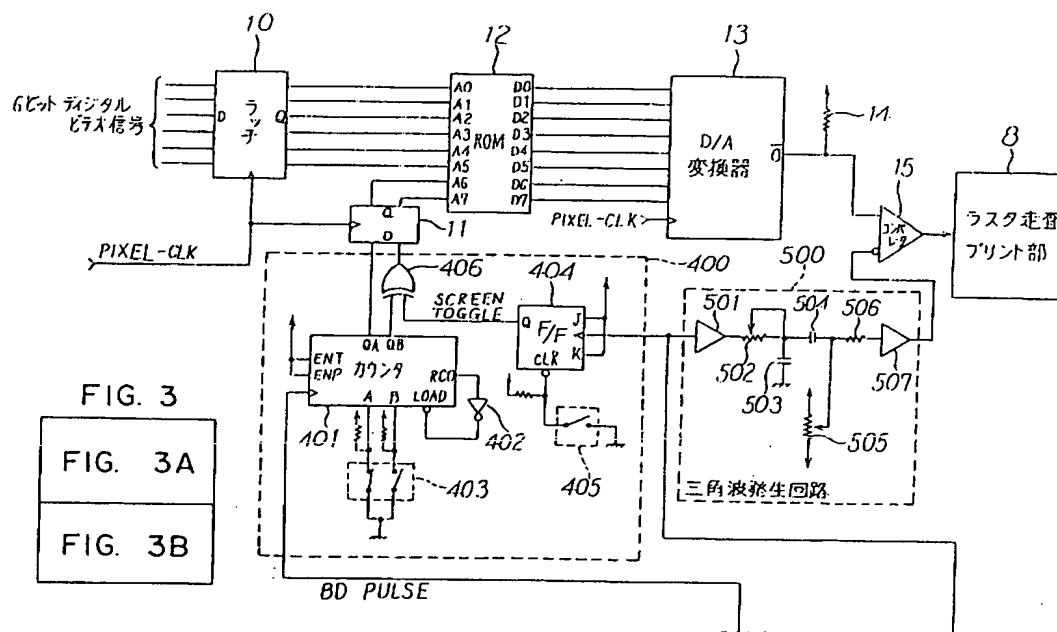 10
12
13
6ビットディジタル
ビデオ信号
D
ラッチ
Q
A0
A1
A2
A3
A4
A5
A6
A7
ROM
D0
D1
D2
D3
D4
D5
D6
D7
D/A
変換器
O
14
15
コンパレータ
8
ラスタ走査
プリント部
PIXEL-CLK
Q
D
11
PIXEL-CLK
406
SCREEN
TOGGLE
404
400
Q
J
F/F
K
CLK
500
501
502
503
504
505
506
507
三角波発生回路
QA
QB
ENT
ENP
カウンタ
RCO
A
B
LOAD
401
402
403
405
FIG. 3
FIG. 3A
FIG. 3B
BD PULSE